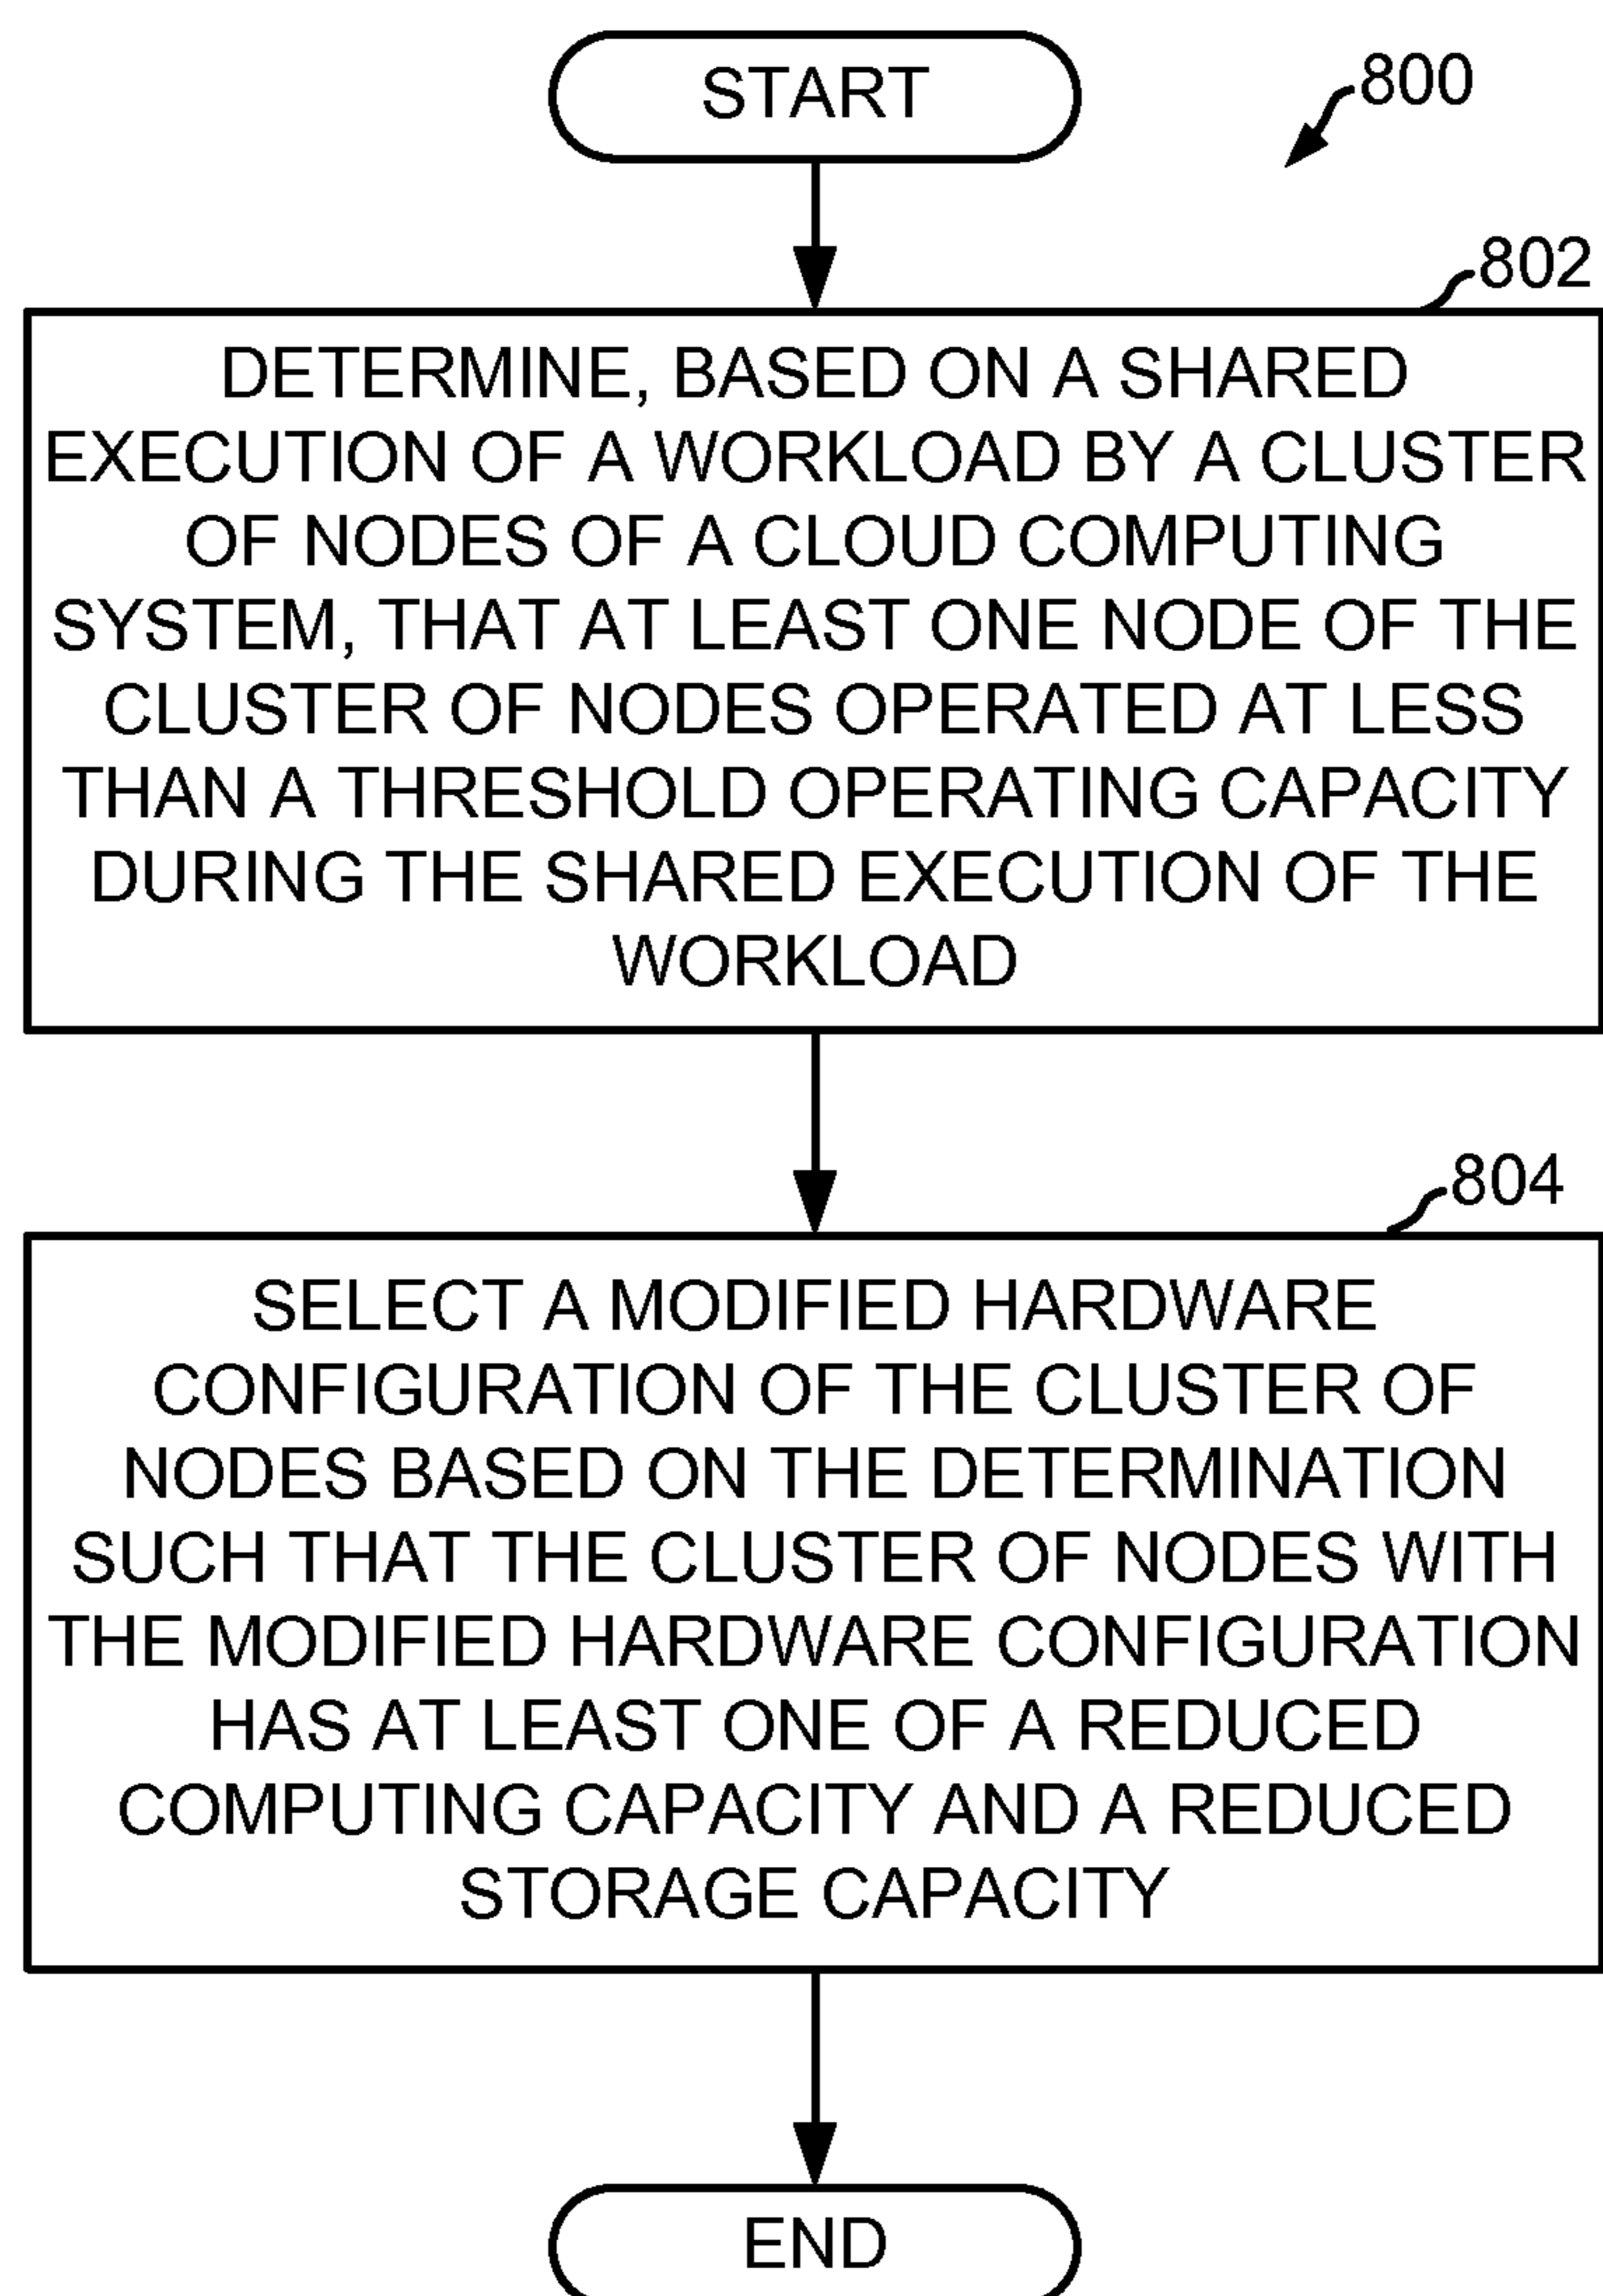 START
800
802
DETERMINE, BASED ON A SHARED
EXECUTION OF A WORKLOAD BY A CLUSTER
OF NODES OF A CLOUD COMPUTING
SYSTEM, THAT AT LEAST ONE NODE OF THE
CLUSTER OF NODES OPERATED AT LESS
THAN A THRESHOLD OPERATING CAPACITY
DURING THE SHARED EXECUTION OF THE
WORKLOAD
804
SELECT A MODIFIED HARDWARE
CONFIGURATION OF THE CLUSTER OF
NODES BASED ON THE DETERMINATION
SUCH THAT THE CLUSTER OF NODES WITH
THE MODIFIED HARDWARE CONFIGURATION
HAS AT LEAST ONE OF A REDUCED
COMPUTING CAPACITY AND A REDUCED
STORAGE CAPACITY
END